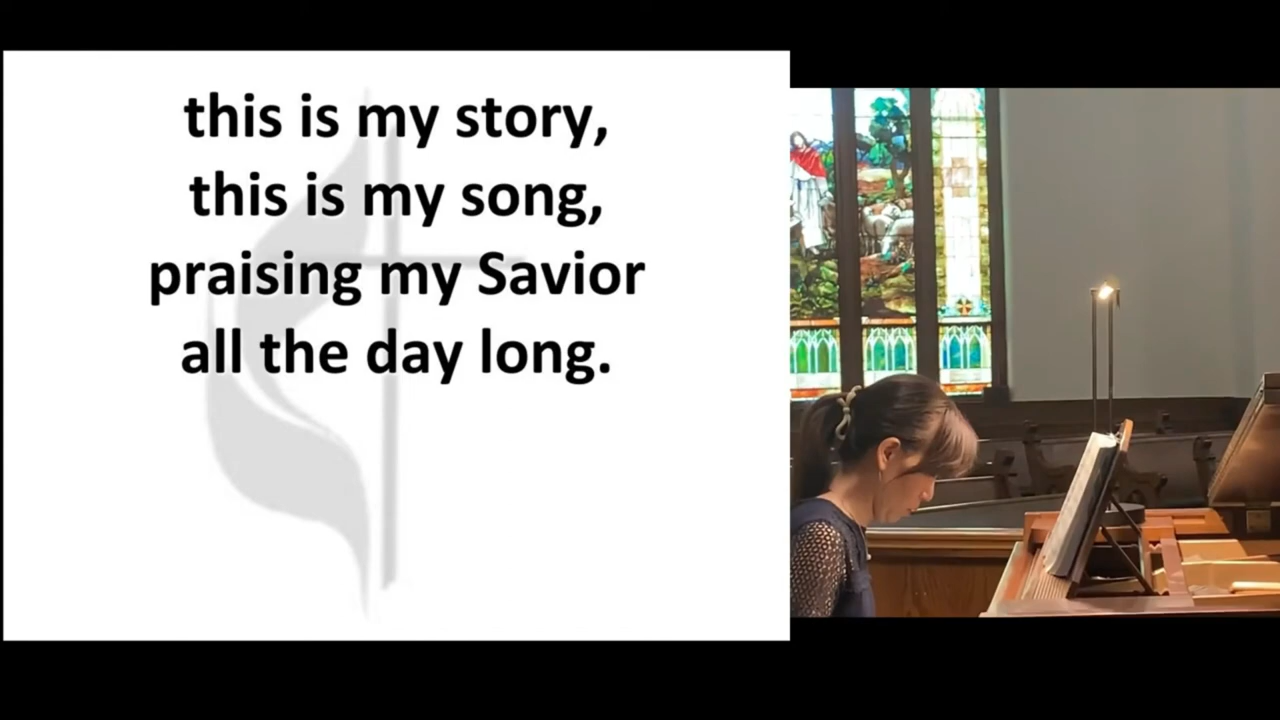 this is my story,
this is my song,
praising my Savior
all the day long.